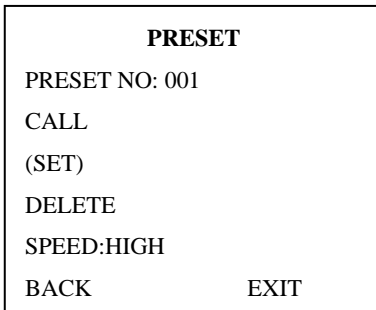 PRESET
PRESET NO: 001
CALL
(SET)
DELETE
SPEED:HIGH
BACK EXIT